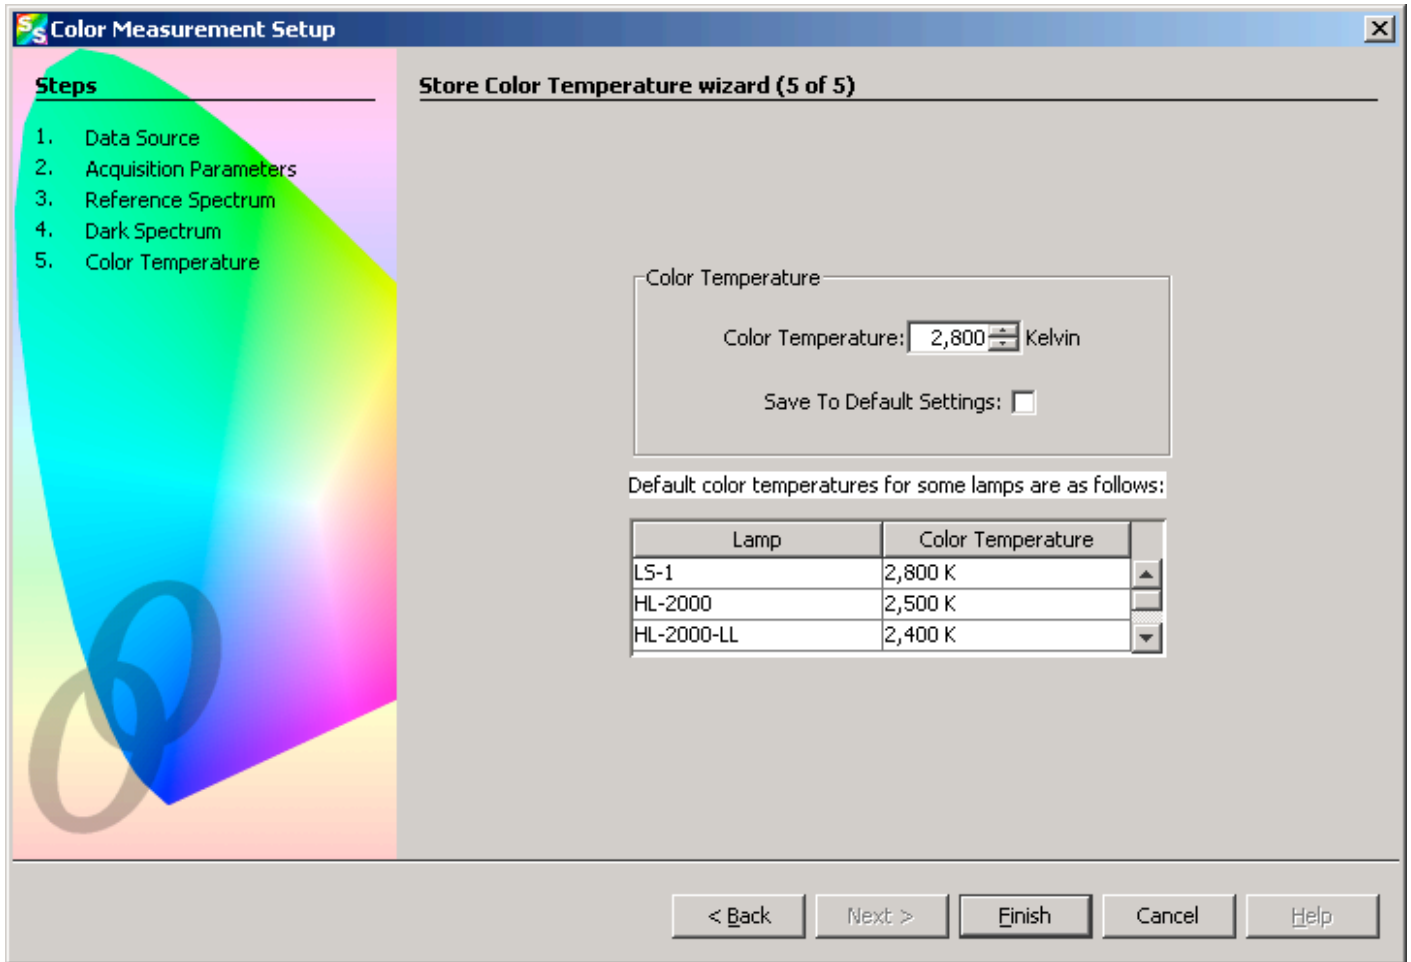 Color Measurement Setup
Steps
1. Data Source
2. Acquisition Parameters
3. Reference Spectrum
4. Dark Spectrum
5. Color Temperature
Store Color Temperature wizard (5 of 5)
Color Temperature
Color Temperature: 2,800 Kelvin
Save To Default Settings:
Default color temperatures for some lamps are as follows:
Lamp Color Temperature
LS-1 2,800 K
HL-2000 2,500 K
HL-2000-LL 2,400 K
< Back Next > Finish Cancel Help